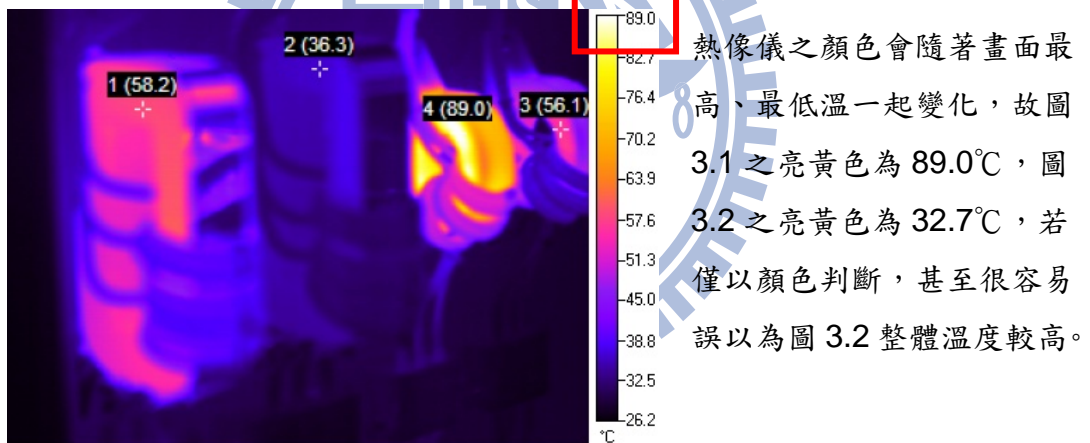 2 (36.3)
1 (58.2)
4 (89.0)
3 (56.1)
89.0
82.7
76.4
70.2
63.9
57.6
51.3
45.0
38.8
32.5
26.2
°C
熱像儀之顏色會隨著畫面最
高、最低溫一起變化，故圖
3.1 之亮黃色為 89.0℃，圖
3.2 之亮黃色為 32.7℃，若
僅以顏色判斷，甚至很容易
誤以為圖 3.2 整體溫度較高。